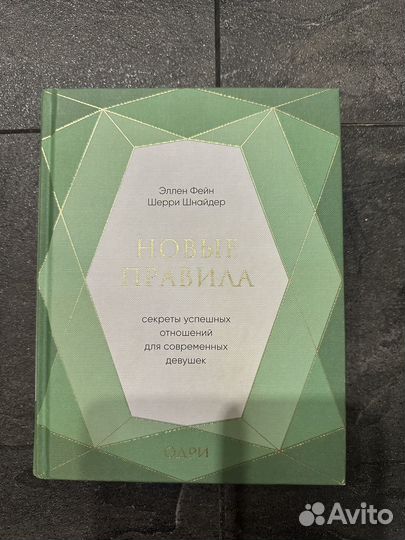 Эллен Фейн
Шерри Шнайдер
НОВЫЕ
ПРАВИЛА
секреты успешных
отношений
для современных
девушек
ОДРИ
Avito